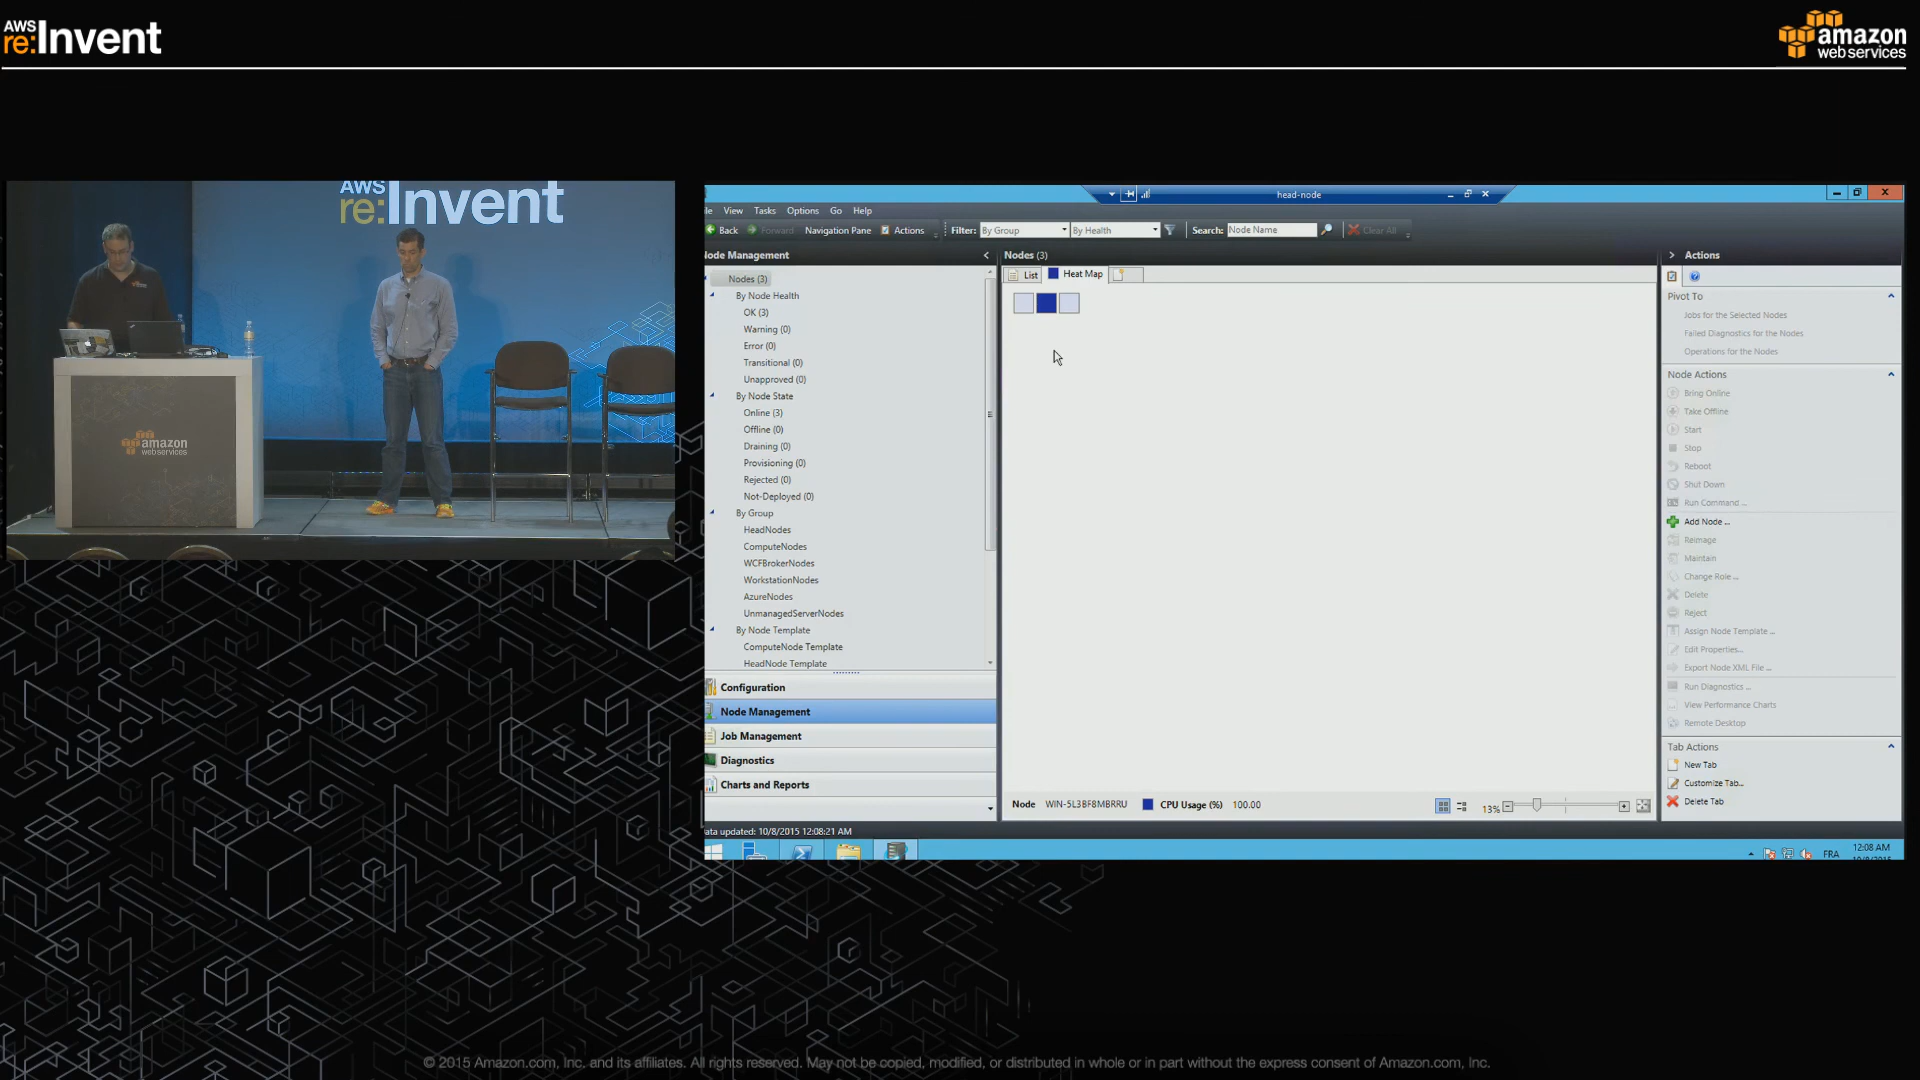 AWS
re:Invent
amazon
webservices
AWS
re:Invent
amazon
webservices
head-node
View Tasks Options Go Help
Back Forward Navigation Pane Actions Filter: By Group By Health Search: Node Name Clear All
Node Management
Nodes (3)
By Node Health
OK (3)
Warning (0)
Error (0)
Transitional (0)
Unapproved (0)
By Node State
Online (3)
Offline (0)
Draining (0)
Provisioning (0)
Rejected (0)
Not-Deployed (0)
By Group
HeadNodes
ComputeNodes
WCFBrokerNodes
WorkstationNodes
AzureNodes
UnmanagedServerNodes
By Node Template
ComputeNode Template
HeadNode Template
Configuration
Node Management
Job Management
Diagnostics
Charts and Reports
Nodes (3)
List Heat Map
Node WIN-5L3BF8MBRRU CPU Usage (%) 100.00
13%
Actions
Pivot To
Jobs for the Selected Nodes
Failed Diagnostics for the Nodes
Operations for the Nodes
Node Actions
Bring Online
Take Offline
Start
Stop
Reboot
Shut Down
Run Command ...
Add Node ...
Reimage
Maintain
Change Role ...
Delete
Reject
Assign Node Template ...
Edit Properties...
Export Node XML File ...
Run Diagnostics ...
View Performance Charts
Remote Desktop
Tab Actions
New Tab
Customize Tab...
Delete Tab
ata updated: 10/8/2015 12:08:21 AM
FRA 12:08 AM
© 2015 Amazon.com, Inc. and its affiliates. All rights reserved. May not be copied, modified, or distributed in whole or in part without the express consent of Amazon.com, Inc.